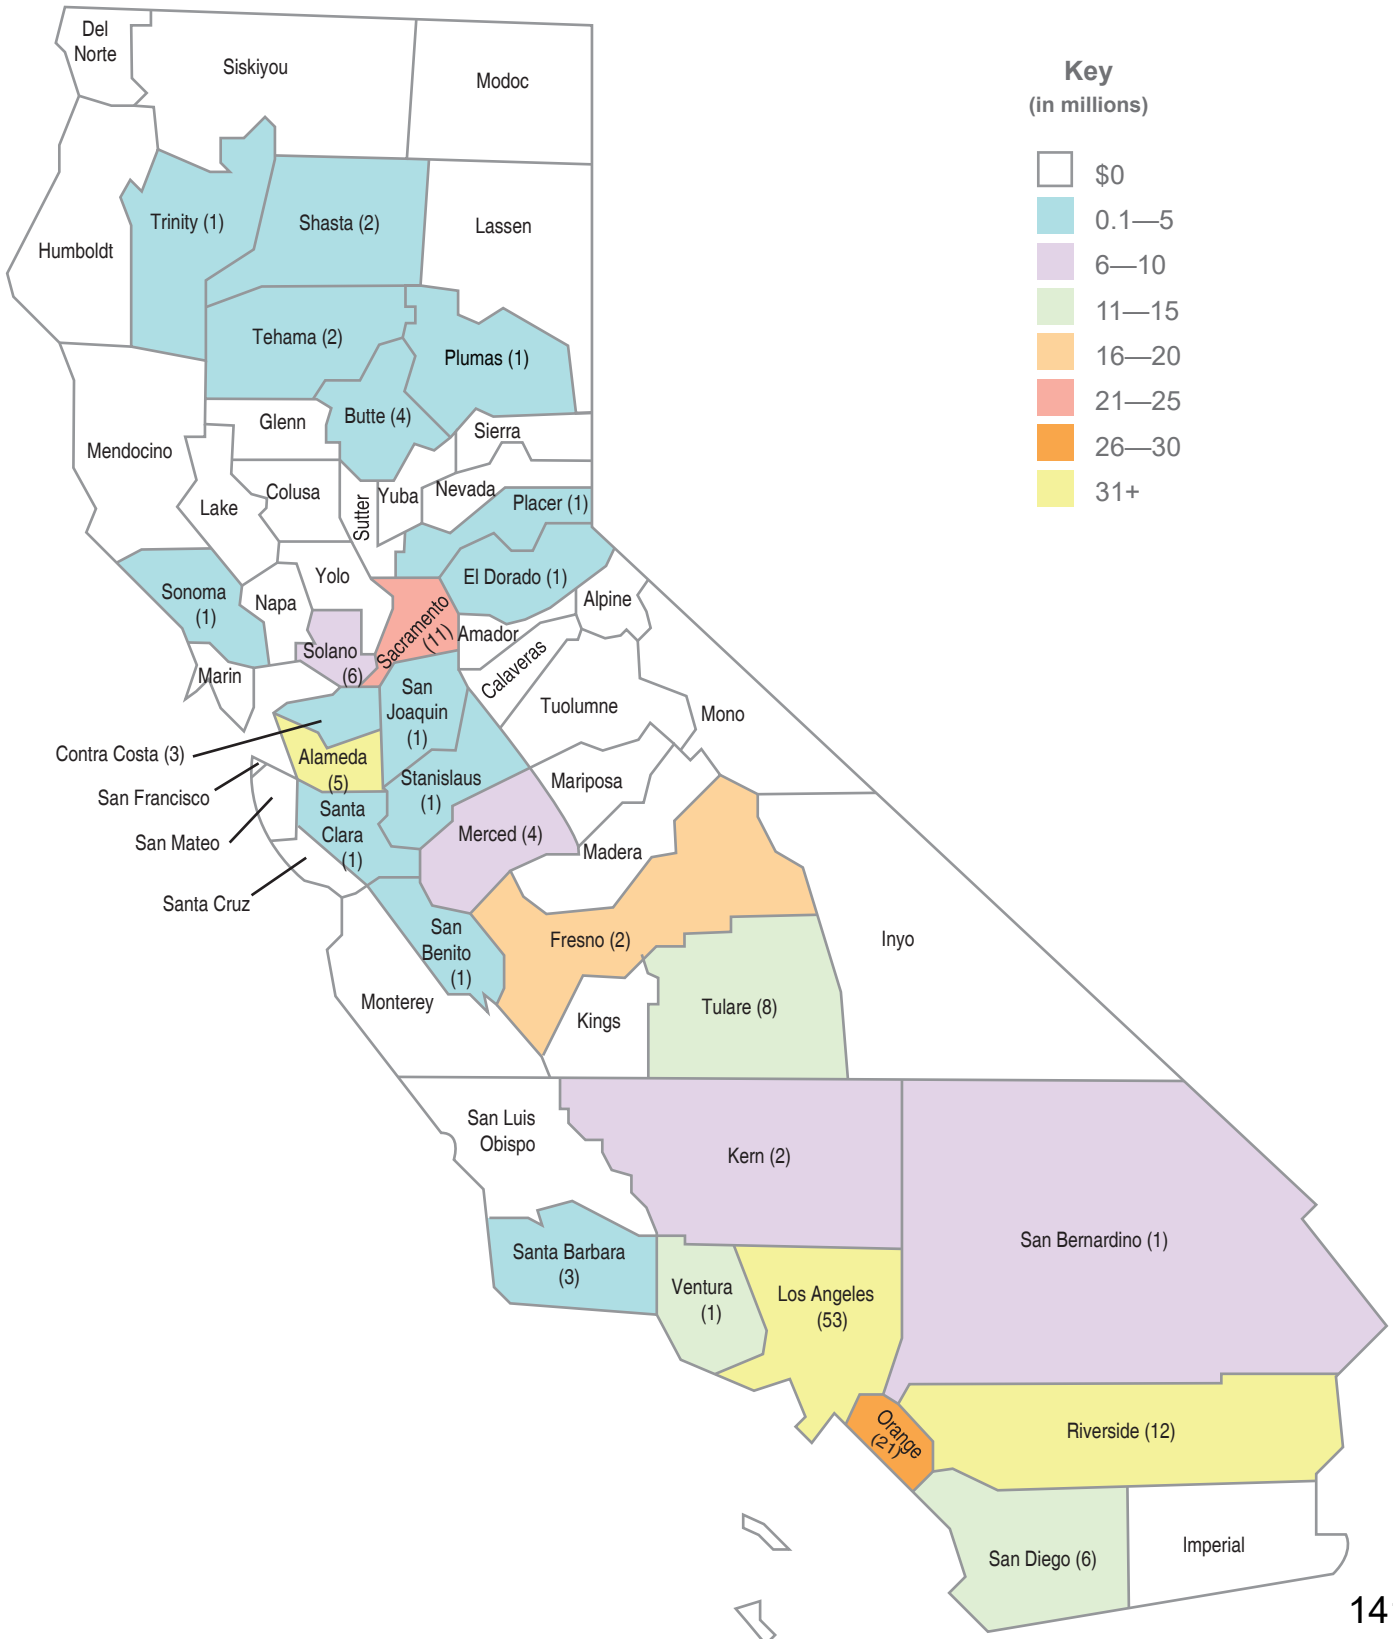 Del
Norte
Siskiyou
Modoc
Key
(in millions)
$0
0.1—5
6—10
11—15
16—20
21—25
26—30
31+
Humboldt
Trinity (1)
Shasta (2)
Lassen
Tehama (2)
Plumas (1)
Butte (4)
Glenn
Sierra
Mendocino
Lake
Colusa
Sutter
Yuba
Nevada
Placer (1)
El Dorado (1)
Sonoma
(1)
Napa
Yolo
Solano
(6)
Sacramento
(11)
Amador
Alpine
Calaveras
Marin
San
Joaquin
(1)
Tuolumne
Mono
Contra Costa (3)
Alameda
(5)
San Francisco
Stanislaus
(1)
Mariposa
San Mateo
Santa
Clara
(1)
Merced (4)
Madera
Santa Cruz
San
Benito
(1)
Fresno (2)
Inyo
Monterey
Kings
Tulare (8)
San Luis
Obispo
Kern (2)
San Bernardino (1)
Santa Barbara
(3)
Ventura
(1)
Los Angeles
(53)
Orange
(21)
Riverside (12)
San Diego (6)
Imperial